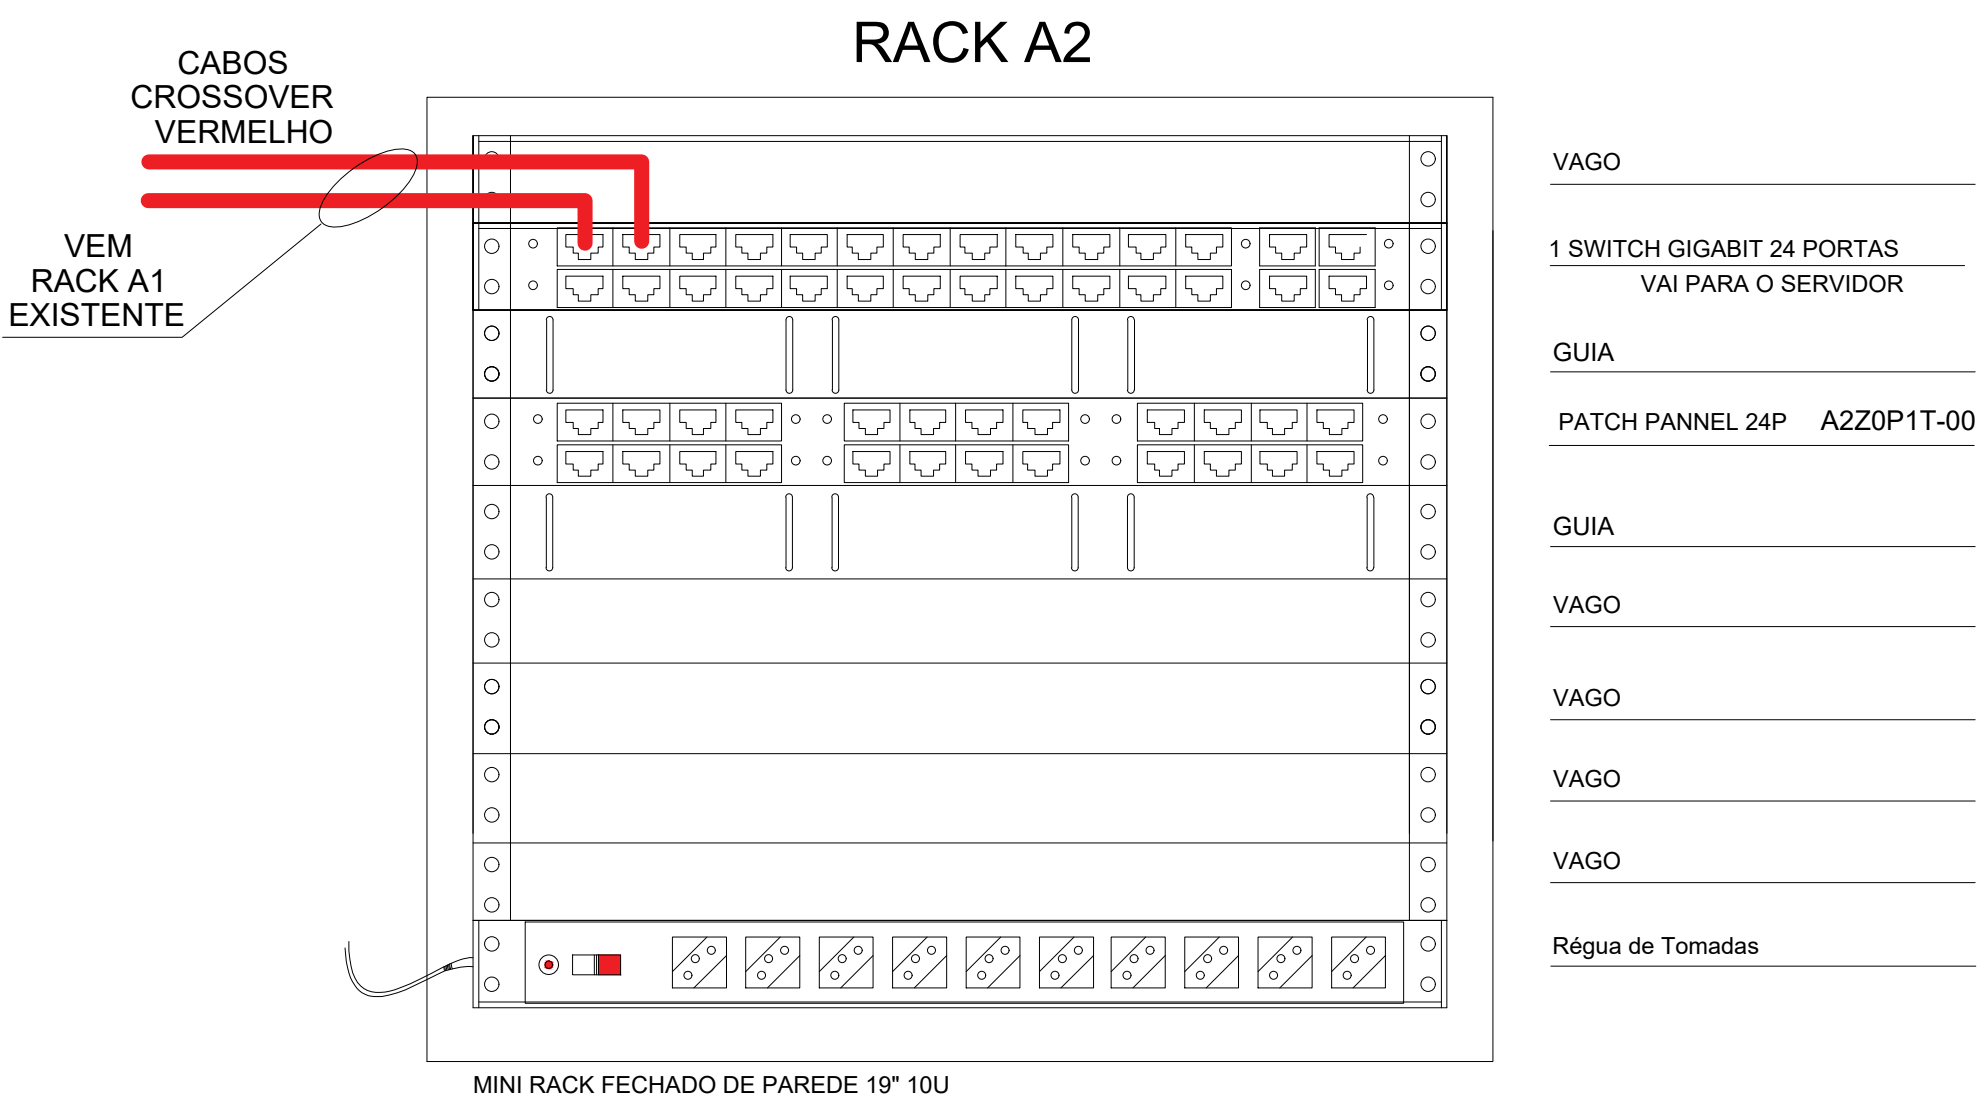 RACK A2
CABOS
CROSSOVER
VERMELHO
VEM
RACK A1
EXISTENTE
VAGO
1 SWITCH GIGABIT 24 PORTAS
VAI PARA O SERVIDOR
GUIA
PATCH PANNEL 24P A2Z0P1T-00
GUIA
VAGO
VAGO
VAGO
VAGO
Régua de Tomadas
MINI RACK FECHADO DE PAREDE 19" 10U